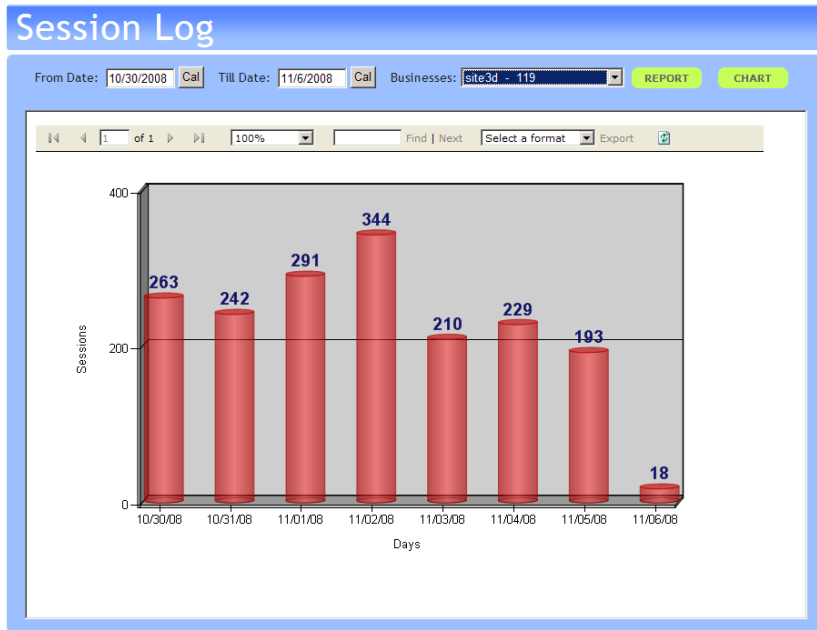 Session Log
From Date: 10/30/2008 Cal Till Date: 11/6/2008 Cal Businesses: site3d - 119 REPORT CHART
1 of 1 100% Find | Next Select a format Export
400
344
291
263
242
229
210
200
193
18
0
Sessions
10/30/08 10/31/08 11/01/08 11/02/08 11/03/08 11/04/08 11/05/08 11/06/08
Days